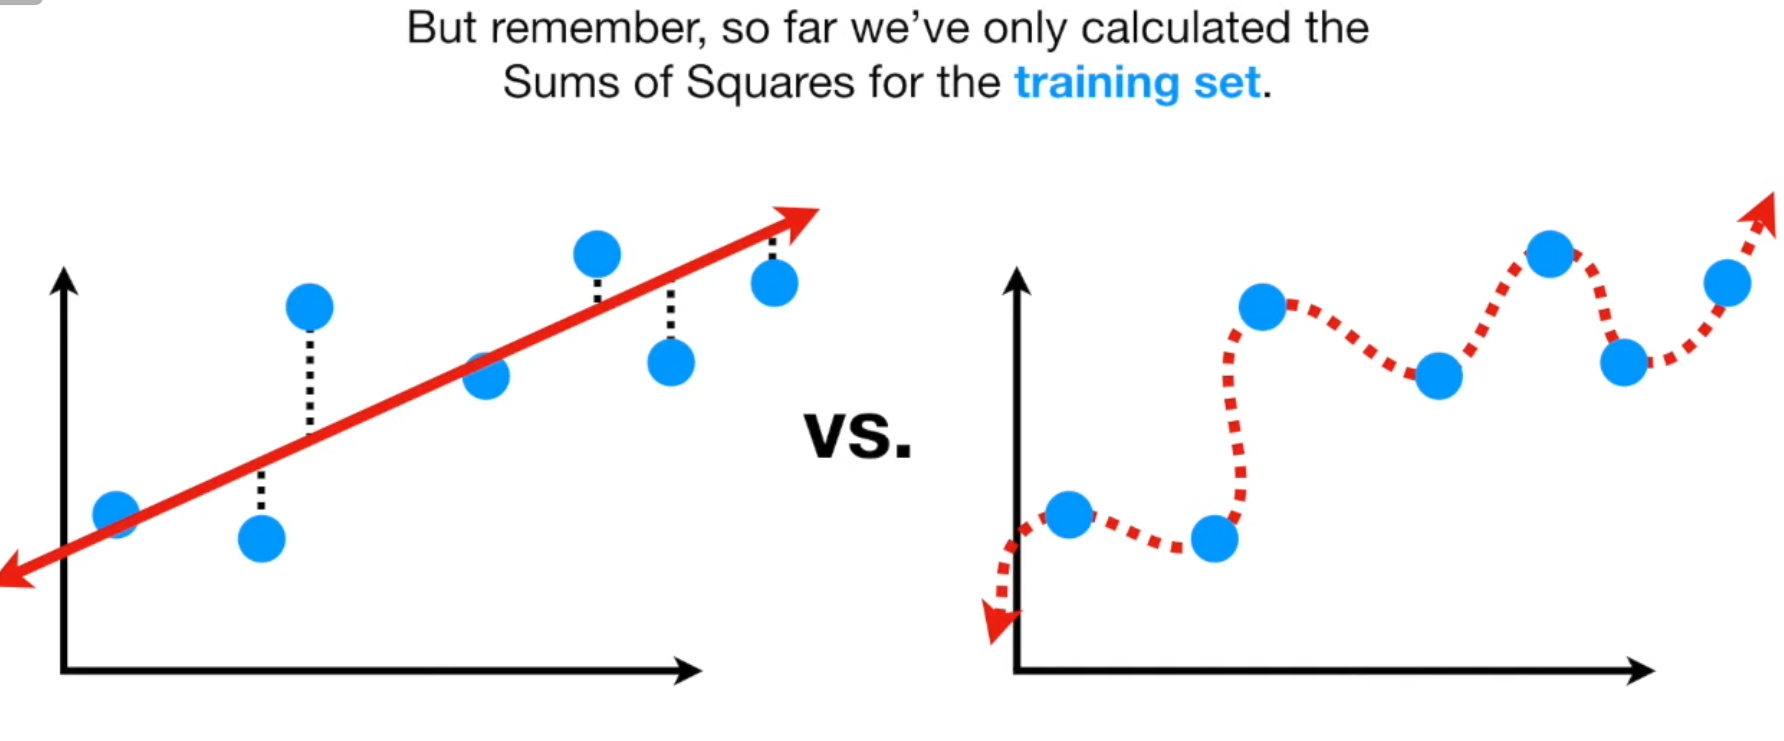 But remember, so far we’ve only calculated the
Sums of Squares for the training set.
vs.